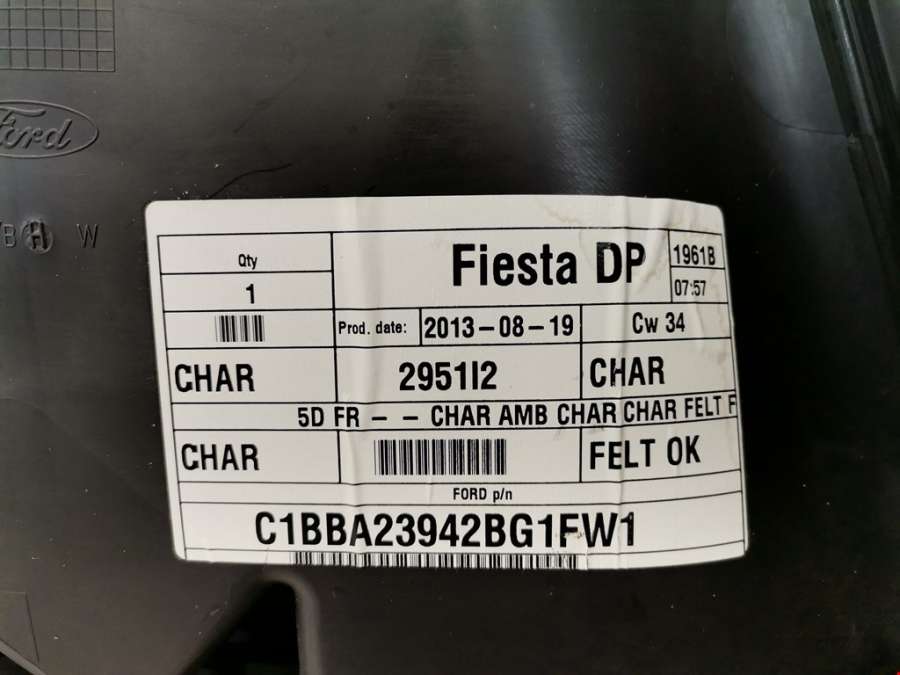 Ford
B H W
Qty
1
Fiesta DP
1961B
07:57
Prod. date:
2013-08-19
Cw 34
CHAR
2951I2
CHAR
5D FR - - CHAR AMB CHAR CHAR FELT F
CHAR
FELT OK
FORD p/n
C1BBA23942BG1FW1